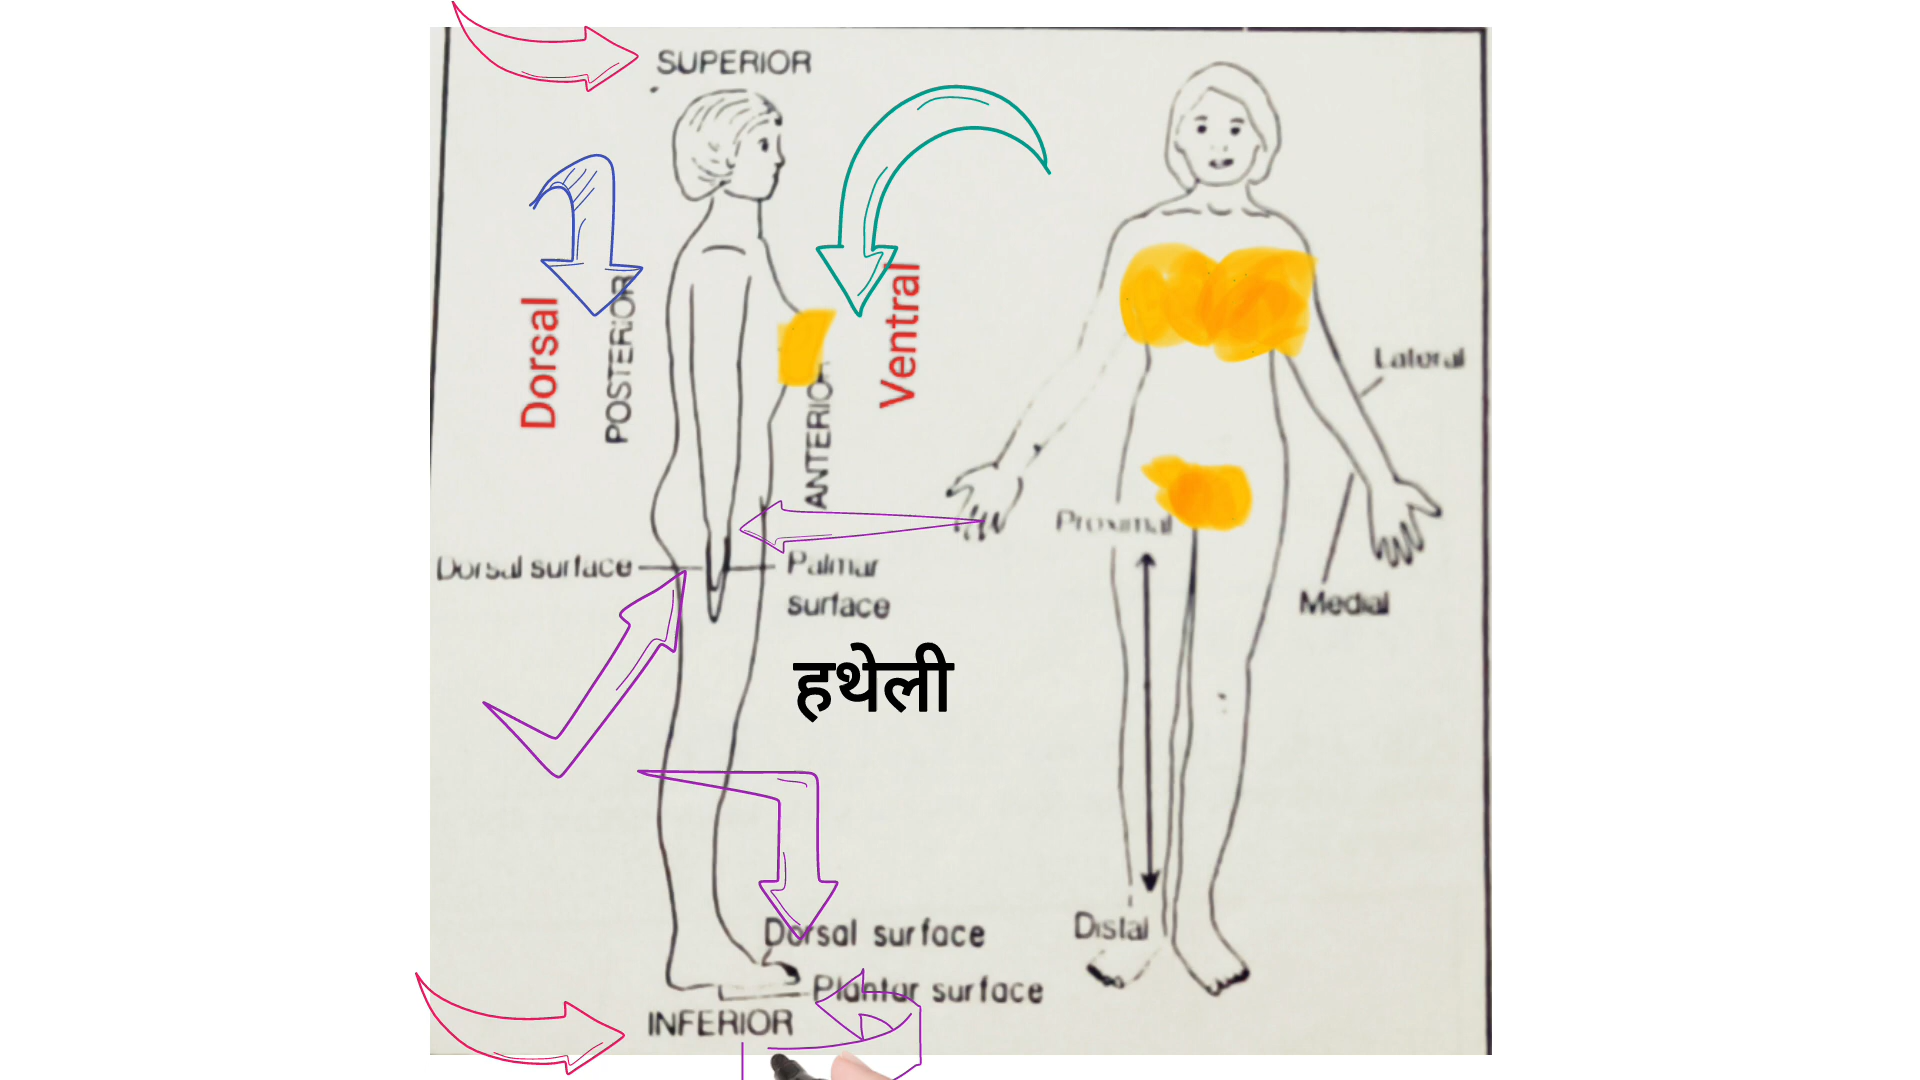 SUPERIOR
Dorsal
POSTERIOR
Ventral
ANTERIOR
Lateral
Proximal
Dorsal surface
Palmar
surface
Medial
हथेली
Distal
Dorsal surface
Plantar surface
INFERIOR